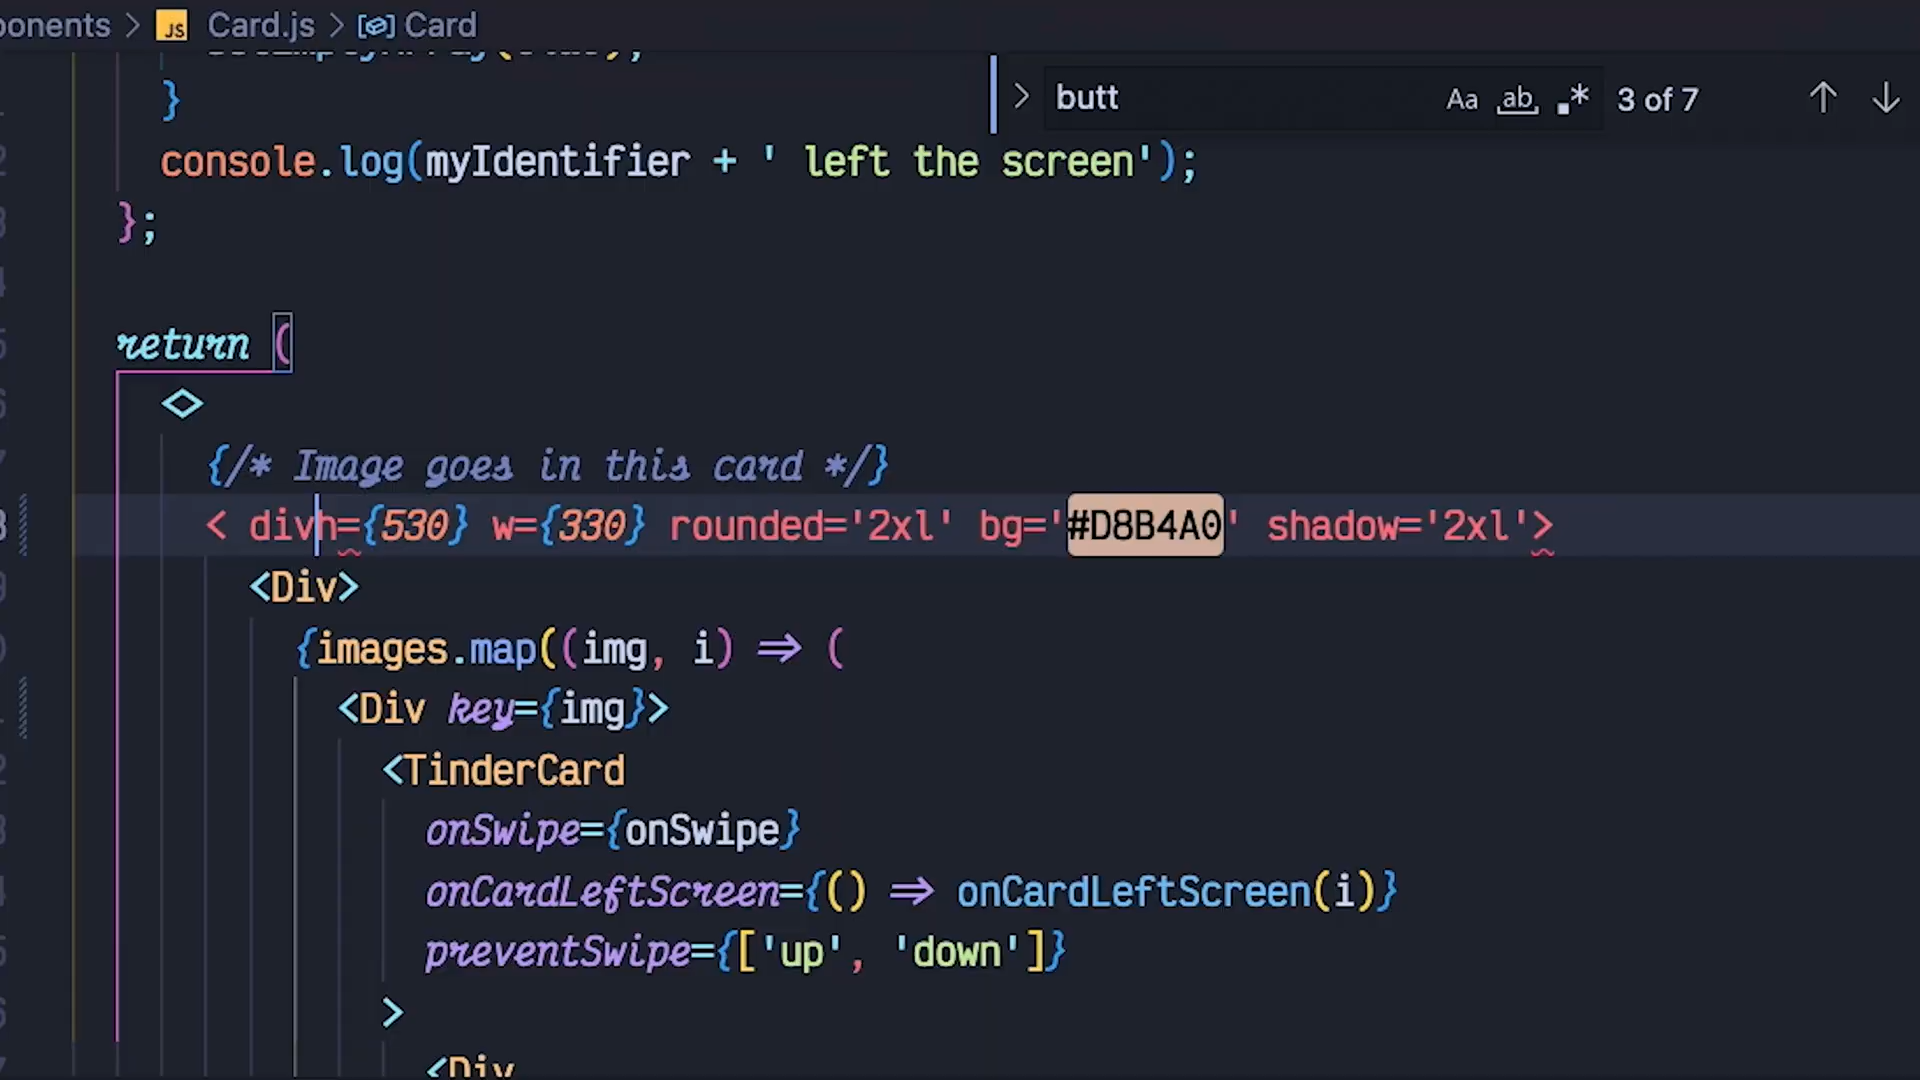 ponents > JS Card.js > Card
butt Aa ab, .* 3 of 7
}
console.log(myIdentifier + ' left the screen');
};
return (
<>
{/* Image goes in this card */}
< divh={530} w={330} rounded='2xl' bg='#D8B4A0' shadow='2xl'>
<Div>
{images.map((img, i) => (
<Div key={img}>
<TinderCard
onSwipe={onSwipe}
onCardLeftScreen={() => onCardLeftScreen(i)}
preventSwipe={['up', 'down']}
>
<Div